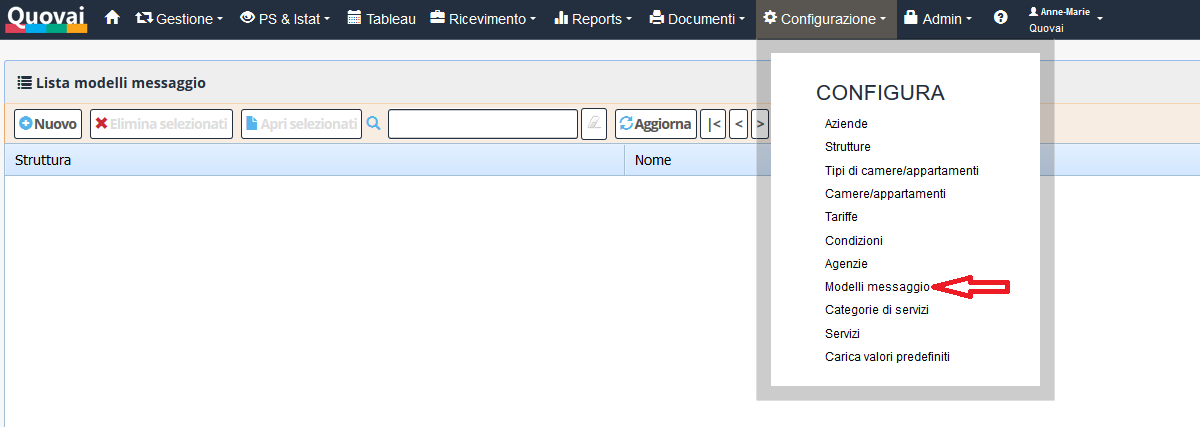 Quovai Gestione PS & Istat Tableau Ricevimento Reports Documenti Configurazione Admin ? Anne-Marie
Quovai
Lista modelli messaggio
Nuovo Elimina selezionati Apri selezionati Aggiorna |< < >
Struttura Nome
CONFIGURA
Aziende
Strutture
Tipi di camere/appartamenti
Camere/appartamenti
Tariffe
Condizioni
Agenzie
Modelli messaggio
Categorie di servizi
Servizi
Carica valori predefiniti